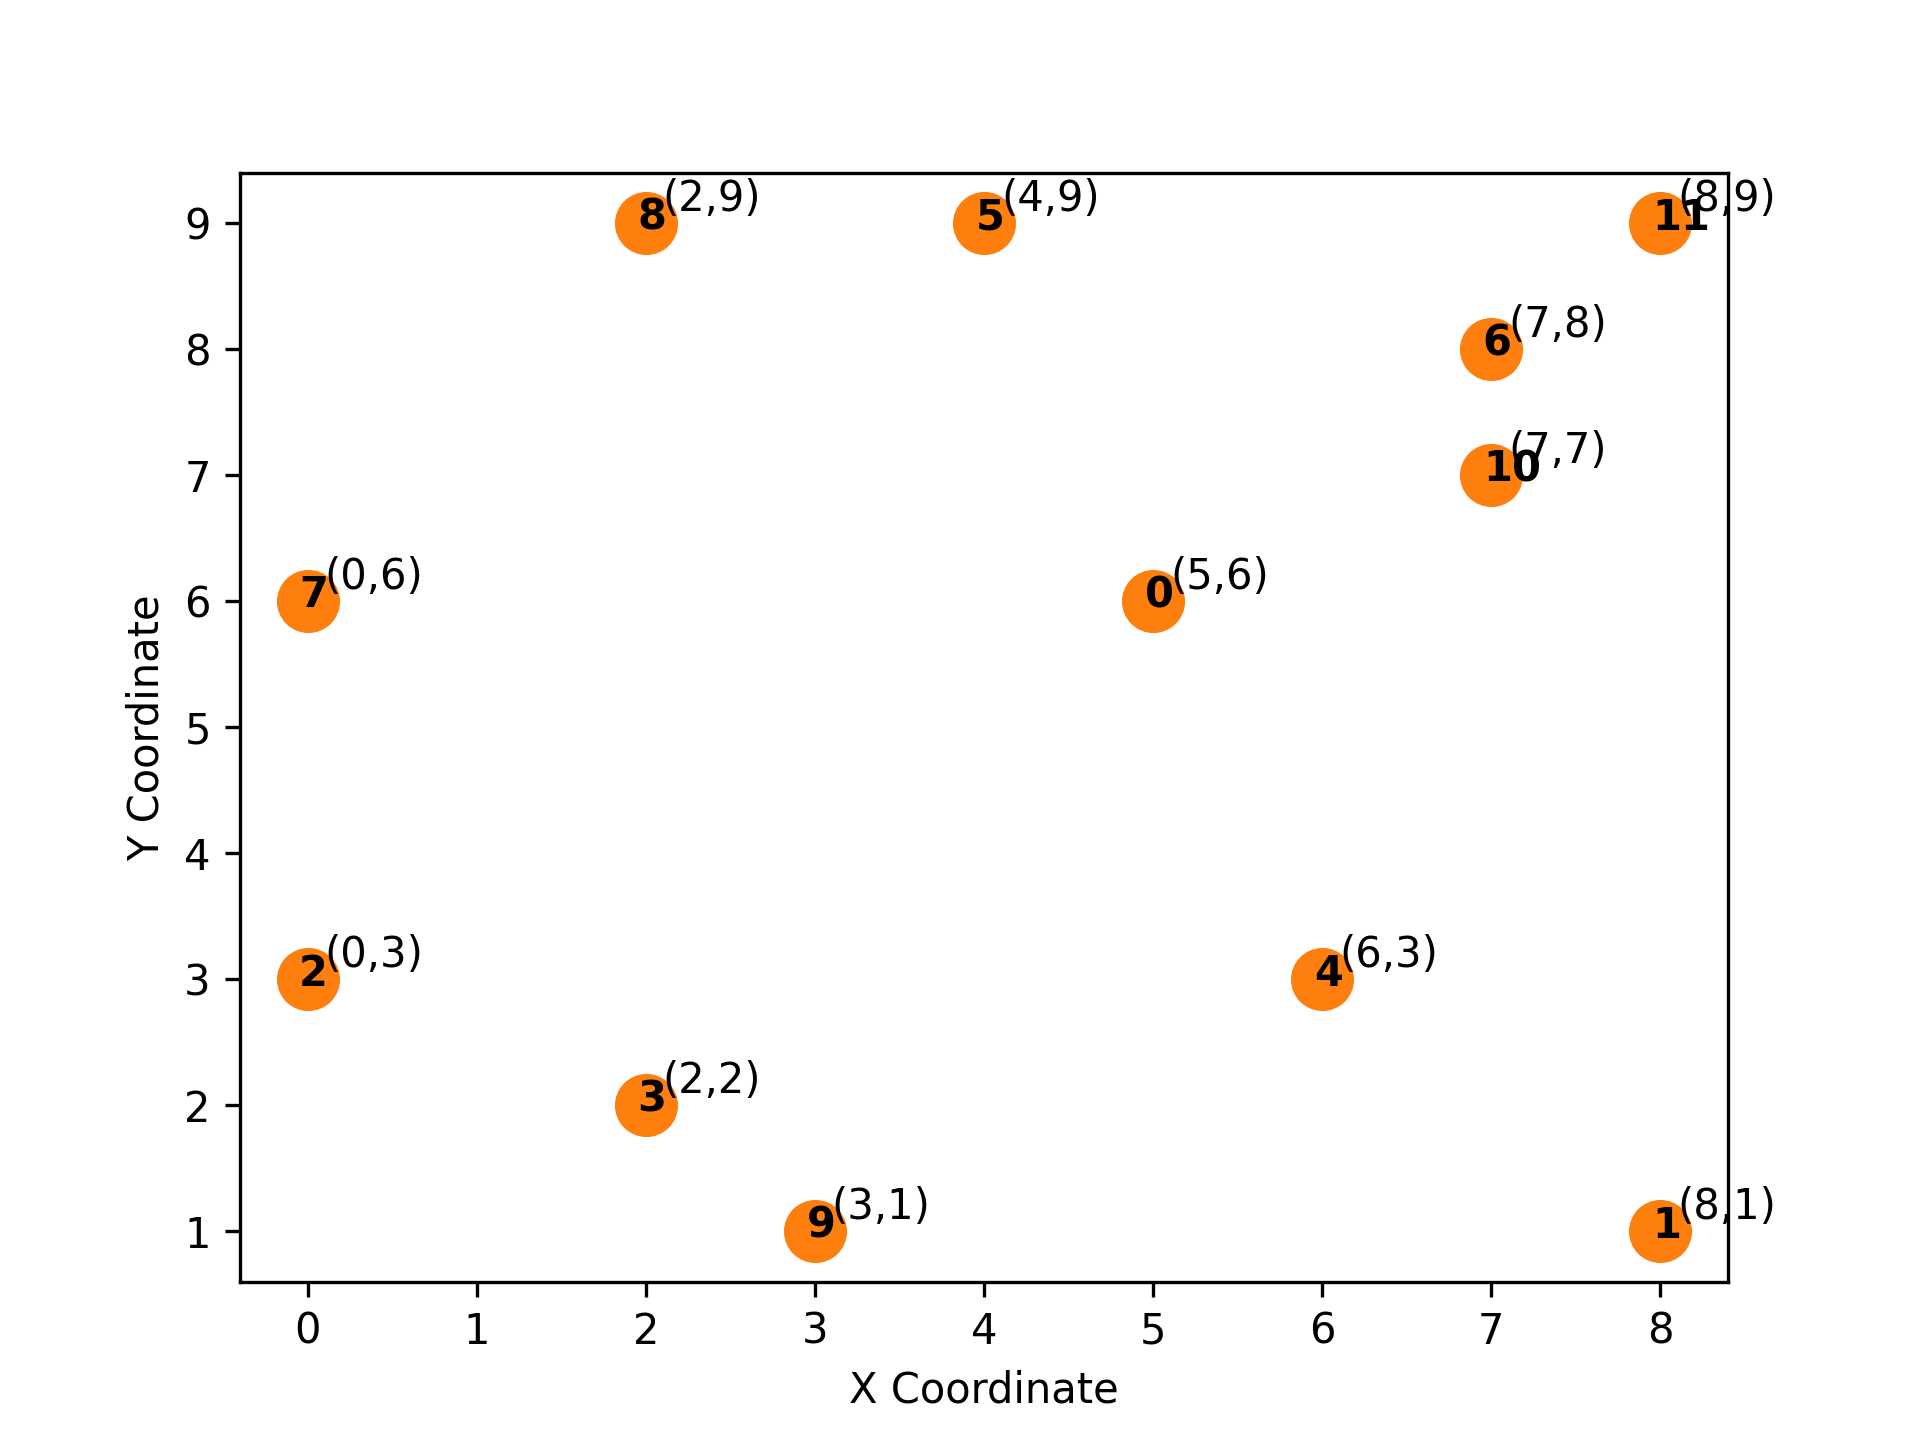 8 (2,9) 5 (4,9) 11 (8,9)
9
6 (7,8)
8
10 (7,7)
7
7 (0,6) 0 (5,6)
6
5
4
2 (0,3) 4 (6,3)
3
3 (2,2)
2
9 (3,1) 1 (8,1)
1
0 1 2 3 4 5 6 7 8
X Coordinate
Y Coordinate